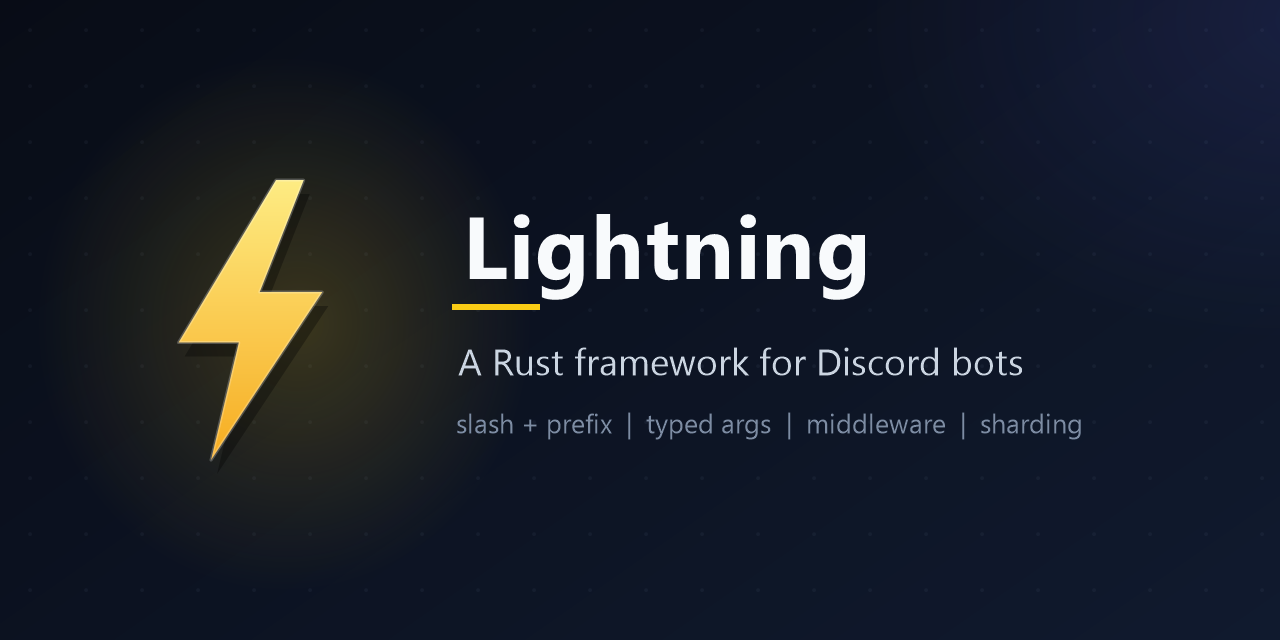 Lightning
A Rust framework for Discord bots
slash + prefix | typed args | middleware | sharding